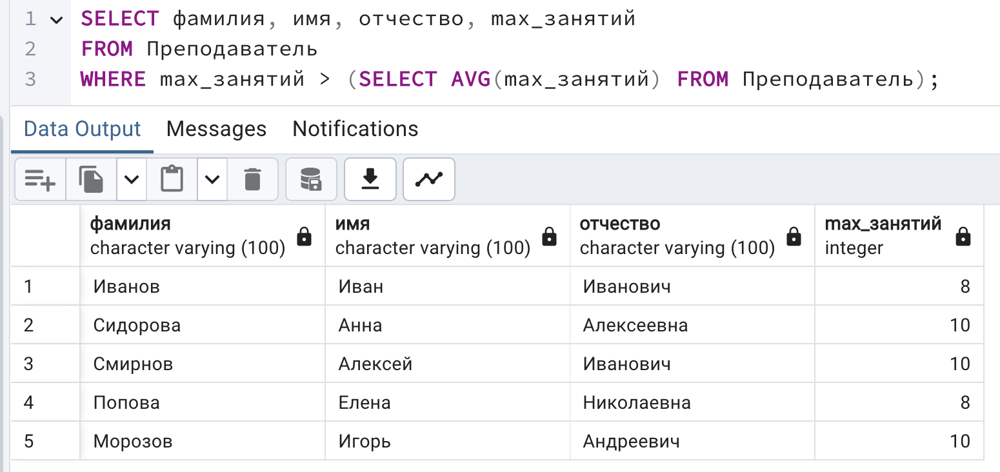 1 SELECT фамилия, имя, отчество, max_занятий
2 FROM Преподаватель
3 WHERE max_занятий > (SELECT AVG(max_занятий) FROM Преподаватель);
Data Output Messages Notifications
фамилия имя отчество max_занятий
character varying (100) character varying (100) character varying (100) integer
1 Иванов Иван Иванович 8
2 Сидорова Анна Алексеевна 10
3 Смирнов Алексей Иванович 10
4 Попова Елена Николаевна 8
5 Морозов Игорь Андреевич 10